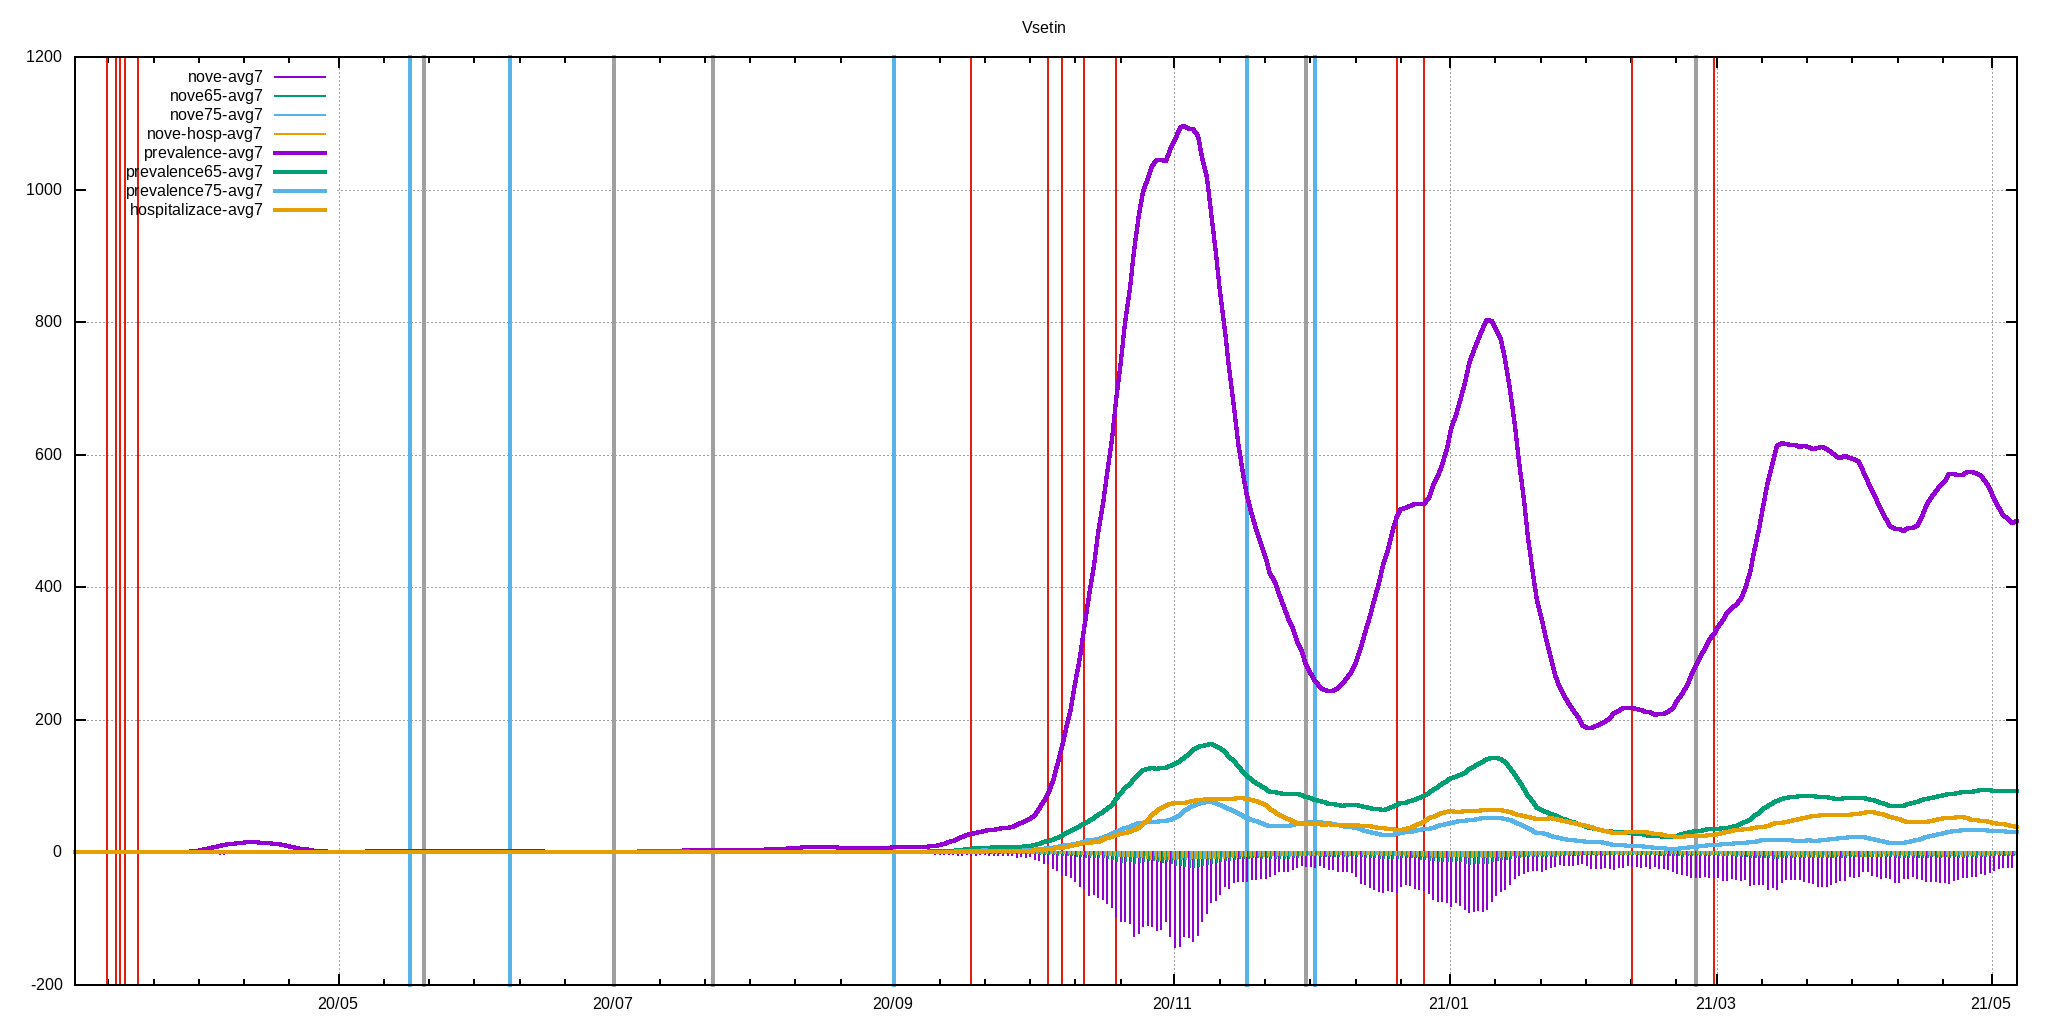 Vsetin
1200
1000
800
600
400
200
0
-200
nove-avg7
nove65-avg7
nove75-avg7
nove-hosp-avg7
prevalence-avg7
prevalence65-avg7
prevalence75-avg7
hospitalizace-avg7
20/05 20/07 20/09 20/11 21/01 21/03 21/05